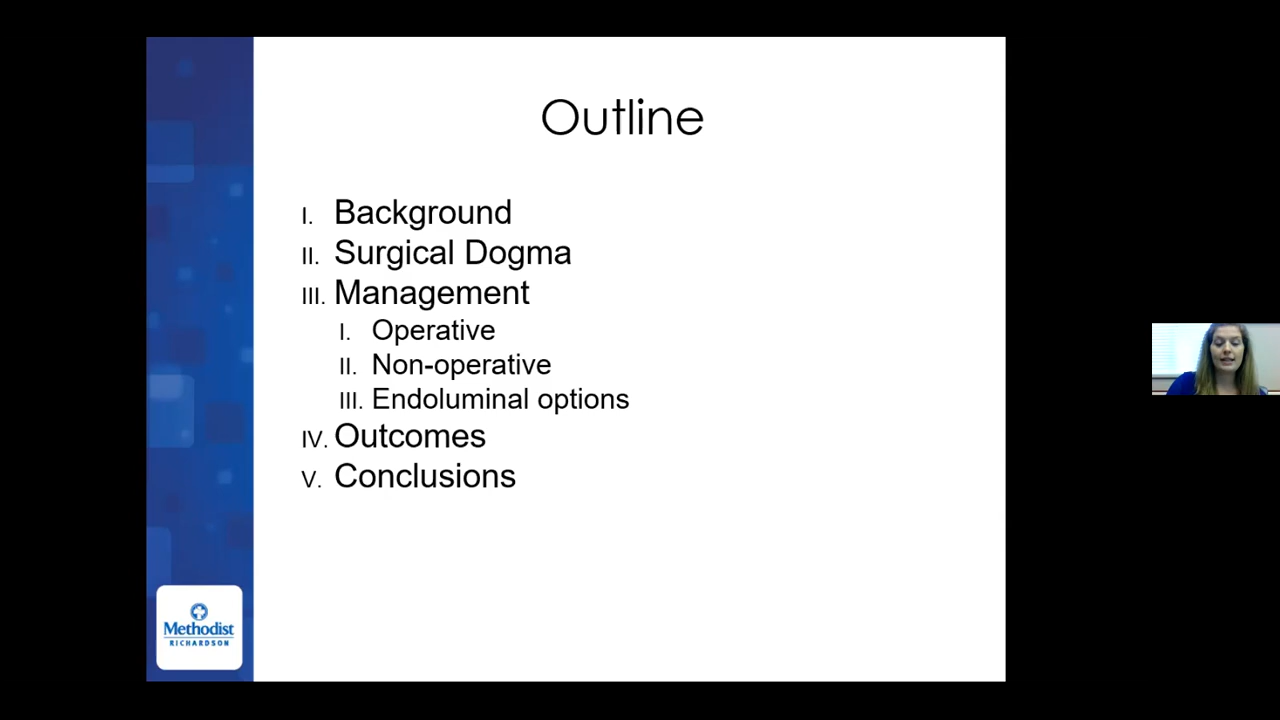 Outline
I. Background
II. Surgical Dogma
III. Management
I. Operative
II. Non-operative
III. Endoluminal options
IV. Outcomes
V. Conclusions
Methodist
RICHARDSON